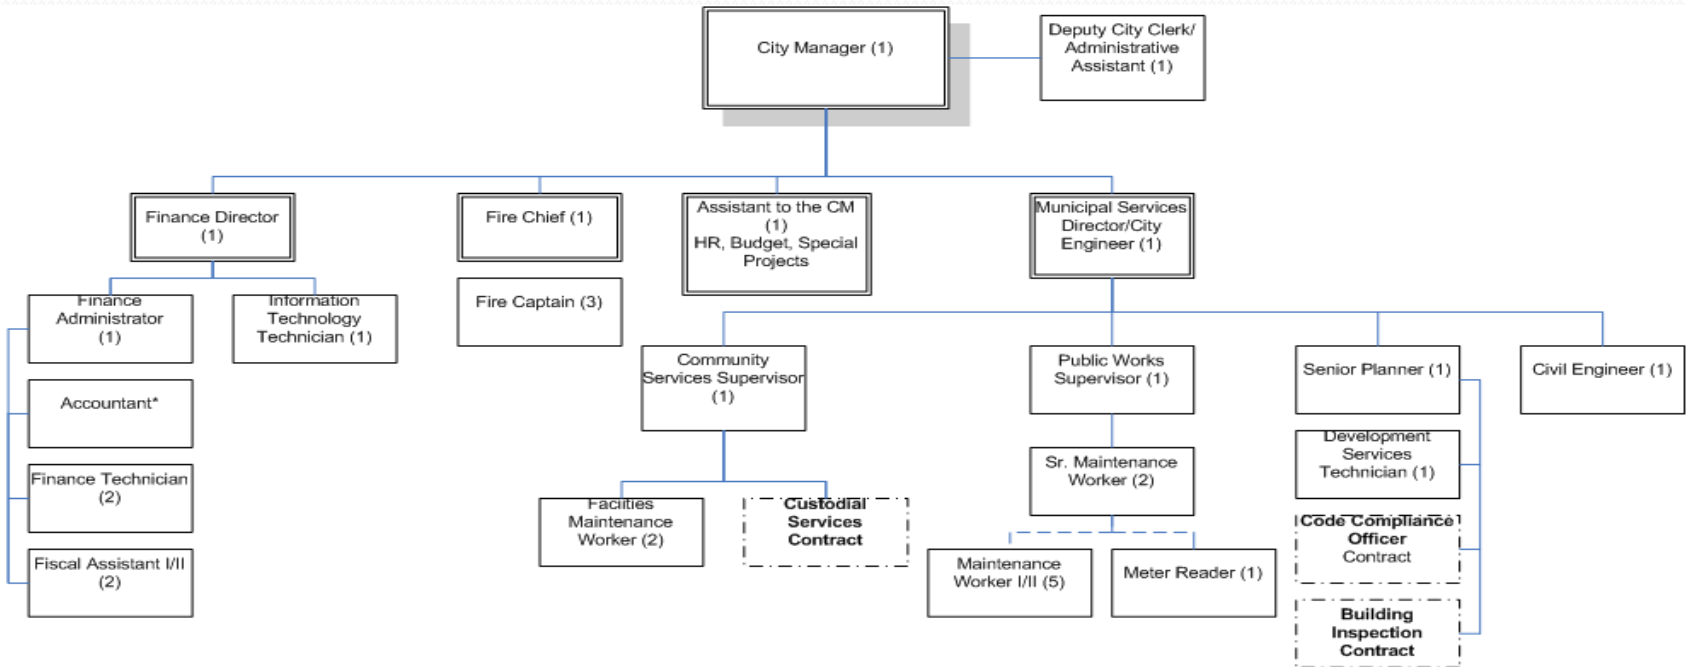 City Manager (1)
Deputy City Clerk/
Administrative
Assistant (1)
Finance Director
(1)
Fire Chief (1)
Assistant to the CM
(1)
HR, Budget, Special
Projects
Municipal Services
Director/City
Engineer (1)
Finance
Administrator
(1)
Information
Technology
Technician (1)
Fire Captain (3)
Accountant*
Finance Technician
(2)
Fiscal Assistant I/II
(2)
Community
Services Supervisor
(1)
Facilities
Maintenance
Worker (2)
Custodial
Services
Contract
Public Works
Supervisor (1)
Sr. Maintenance
Worker (2)
Maintenance
Worker I/II (5)
Meter Reader (1)
Senior Planner (1)
Development
Services
Technician (1)
Code Compliance
Officer
Contract
Building
Inspection
Contract
Civil Engineer (1)